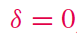 δ = 0